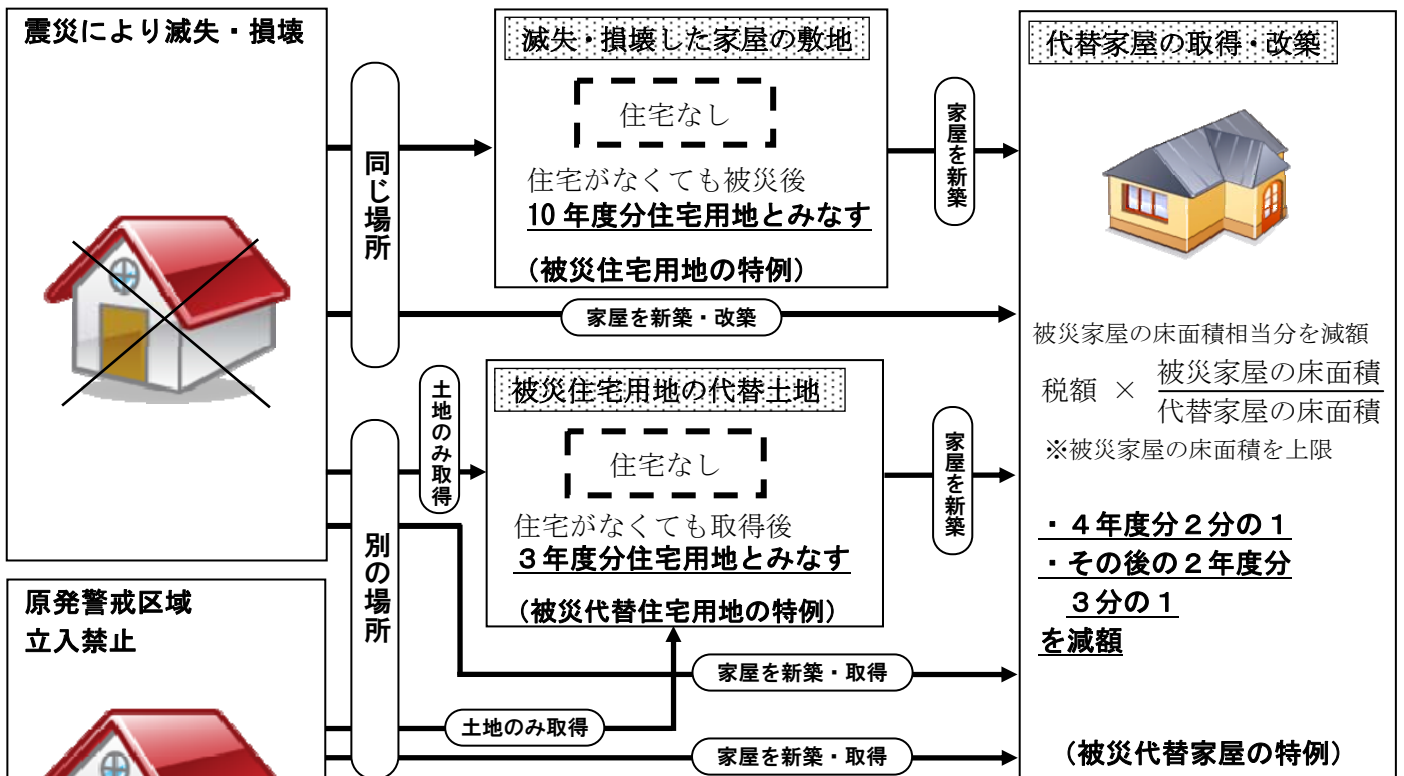 震災により滅失・損壊
同じ場所
滅失・損壊した家屋の敷地
住宅なし
住宅がなくても被災後
10年度分住宅用地とみなす
(被災住宅用地の特例)
家屋を新築
家屋を新築・改築
別の場所
土地のみ取得
被災住宅用地の代替土地
住宅なし
住宅がなくても取得後
3年度分住宅用地とみなす
(被災代替住宅用地の特例)
家屋を新築
家屋を新築・取得
原発警戒区域
立入禁止
土地のみ取得
家屋を新築・取得
代替家屋の取得・改築
被災家屋の床面積相当分を減額
税額 × 被災家屋の床面積
代替家屋の床面積
※被災家屋の床面積を上限
・4年度分2分の1
・その後の2年度分
3分の1
を減額
(被災代替家屋の特例)